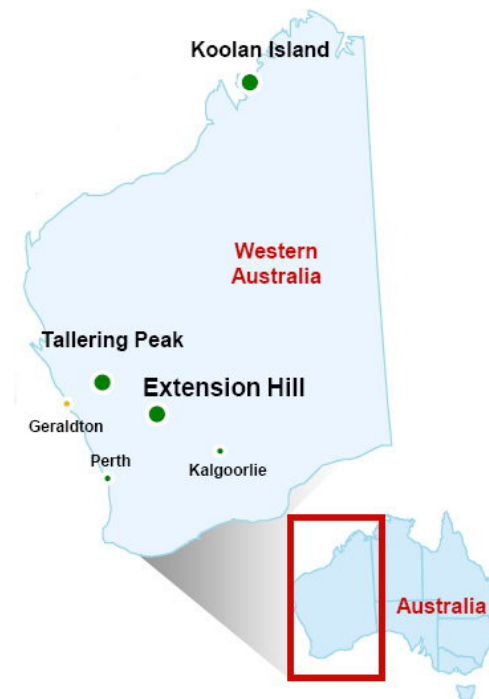 Koolan Island
Western
Australia
Tallering Peak
Extension Hill
Geraldton
Perth
Kalgoorlie
Australia